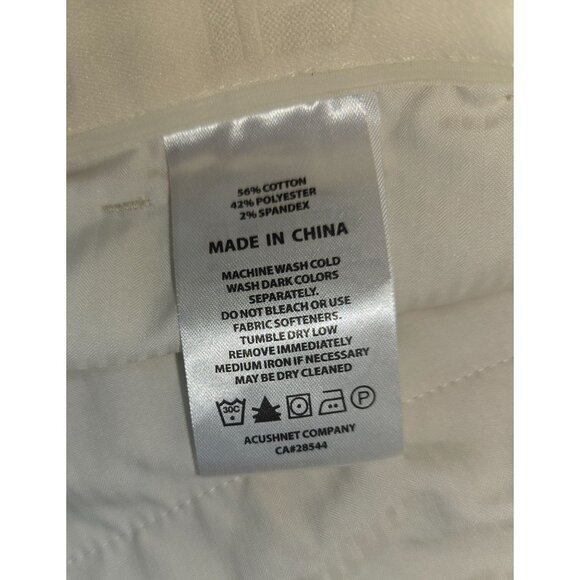 56% COTTON
42% POLYESTER
2% SPANDEX
MADE IN CHINA
MACHINE WASH COLD
WASH DARK COLORS
SEPARATELY.
DO NOT BLEACH OR USE
FABRIC SOFTENERS.
TUMBLE DRY LOW
REMOVE IMMEDIATELY
MEDIUM IRON IF NECESSARY
MAY BE DRY CLEANED
30C P
ACUSHNET COMPANY
CA#28544